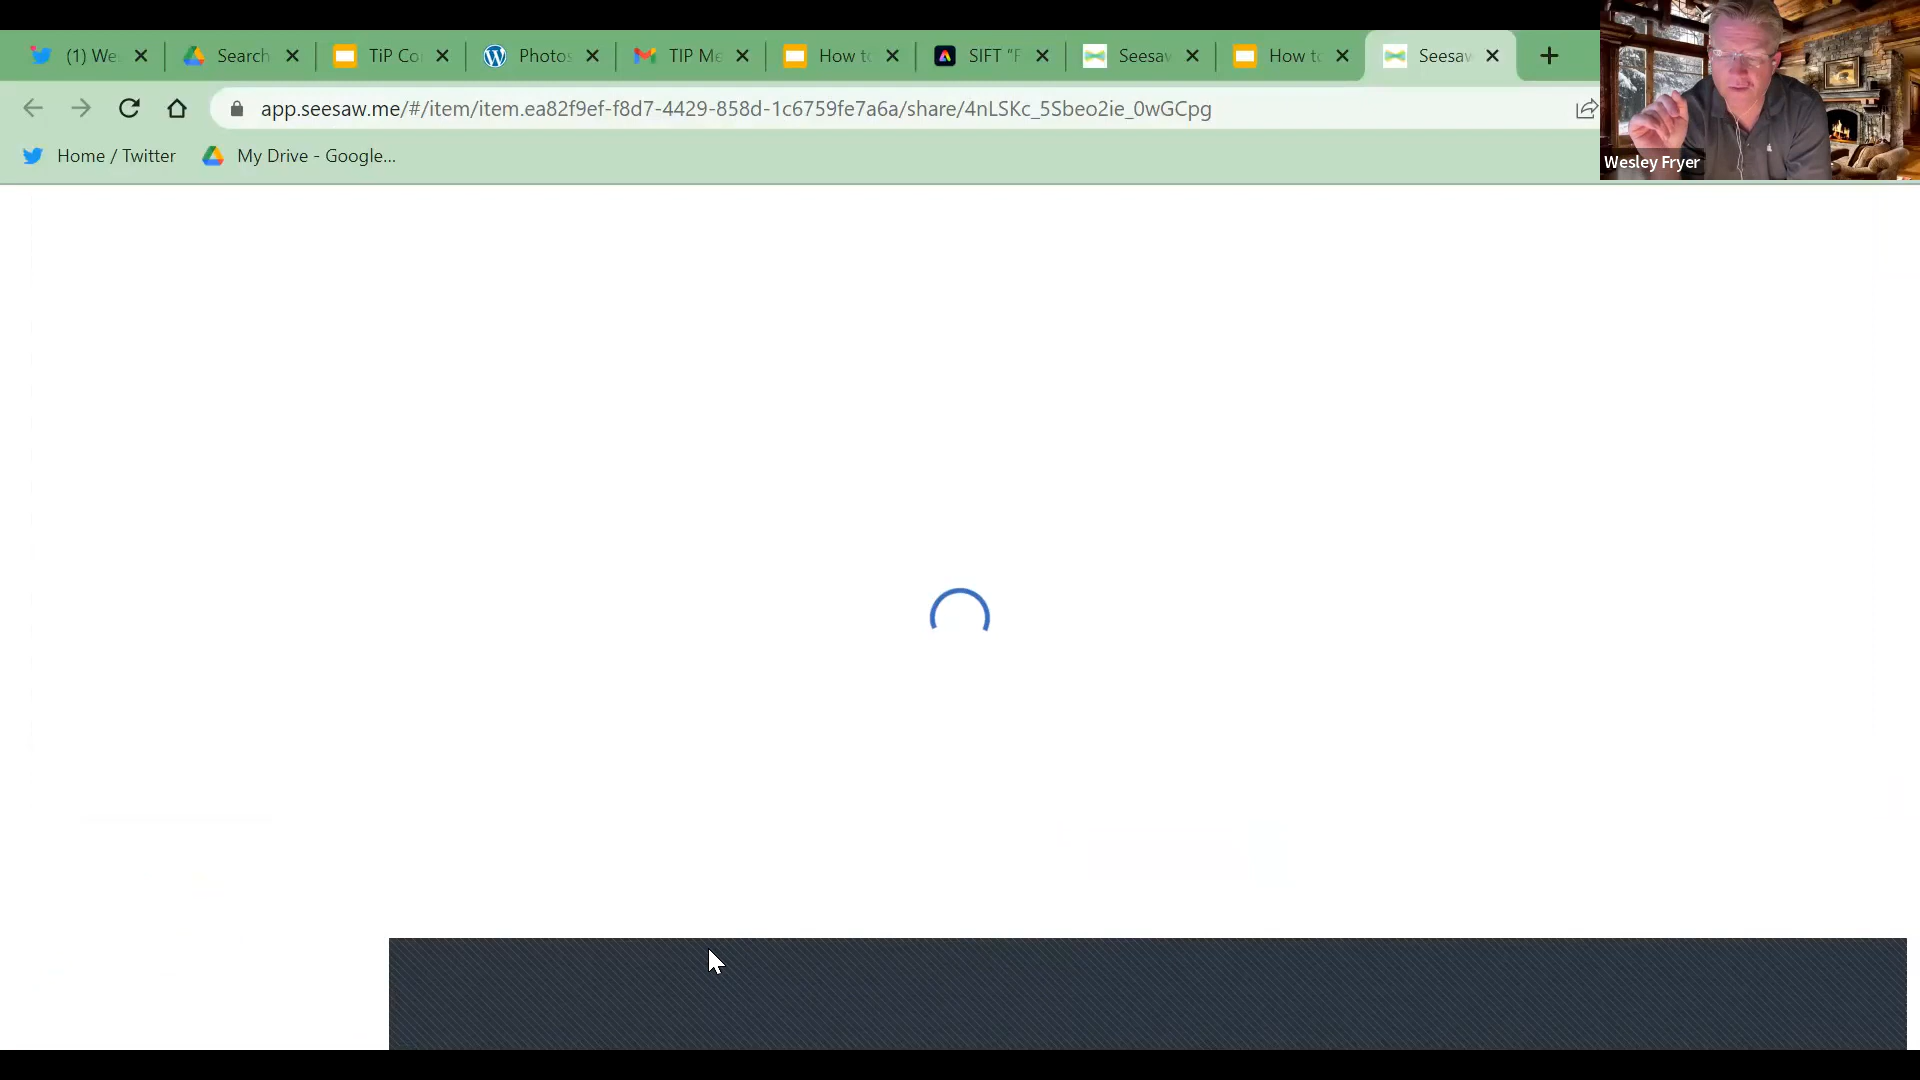 (1) We
Search
TiP Co
Photos
TIP Me
How to
SIFT "F
Seesaw
How to
Seesaw
app.seesaw.me/#/item/item.ea82f9ef-f8d7-4429-858d-1c6759fe7a6a/share/4nLSKc_5Sbeo2ie_0wGCpg
Home / Twitter
My Drive - Google...
Wesley Fryer